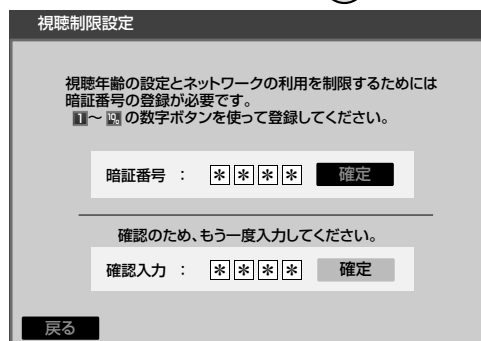 視聴制限設定
視聴年齢の設定とネットワークの利用を制限するためには
暗証番号の登録が必要です。
1～10 の数字ボタンを使って登録してください。
暗証番号 ： ＊＊＊＊ 確定
確認のため、もう一度入力してください。
確認入力 ： ＊＊＊＊ 確定
戻る